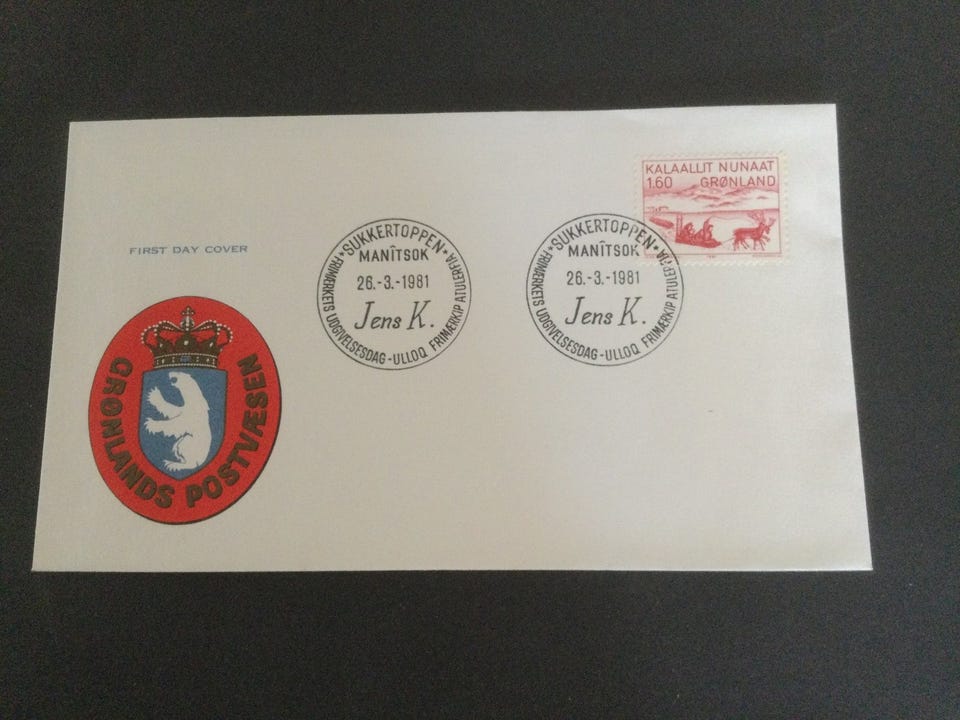 KALAALLIT NUNAAT
1.60 GRØNLAND
FIRST DAY COVER
SUKKERTOPPEN
MANÎTSOK
26.-3.-1981
Jens K.
FRIMÆRKETS UDGIVELSESDAG - ULLOQ FRIMÆRKIP ATULERFIA
SUKKERTOPPEN
MANÎTSOK
26.-3.-1981
Jens K.
FRIMÆRKETS UDGIVELSESDAG - ULLOQ FRIMÆRKIP ATULERFIA
GRØNLANDS POSTVÆSEN